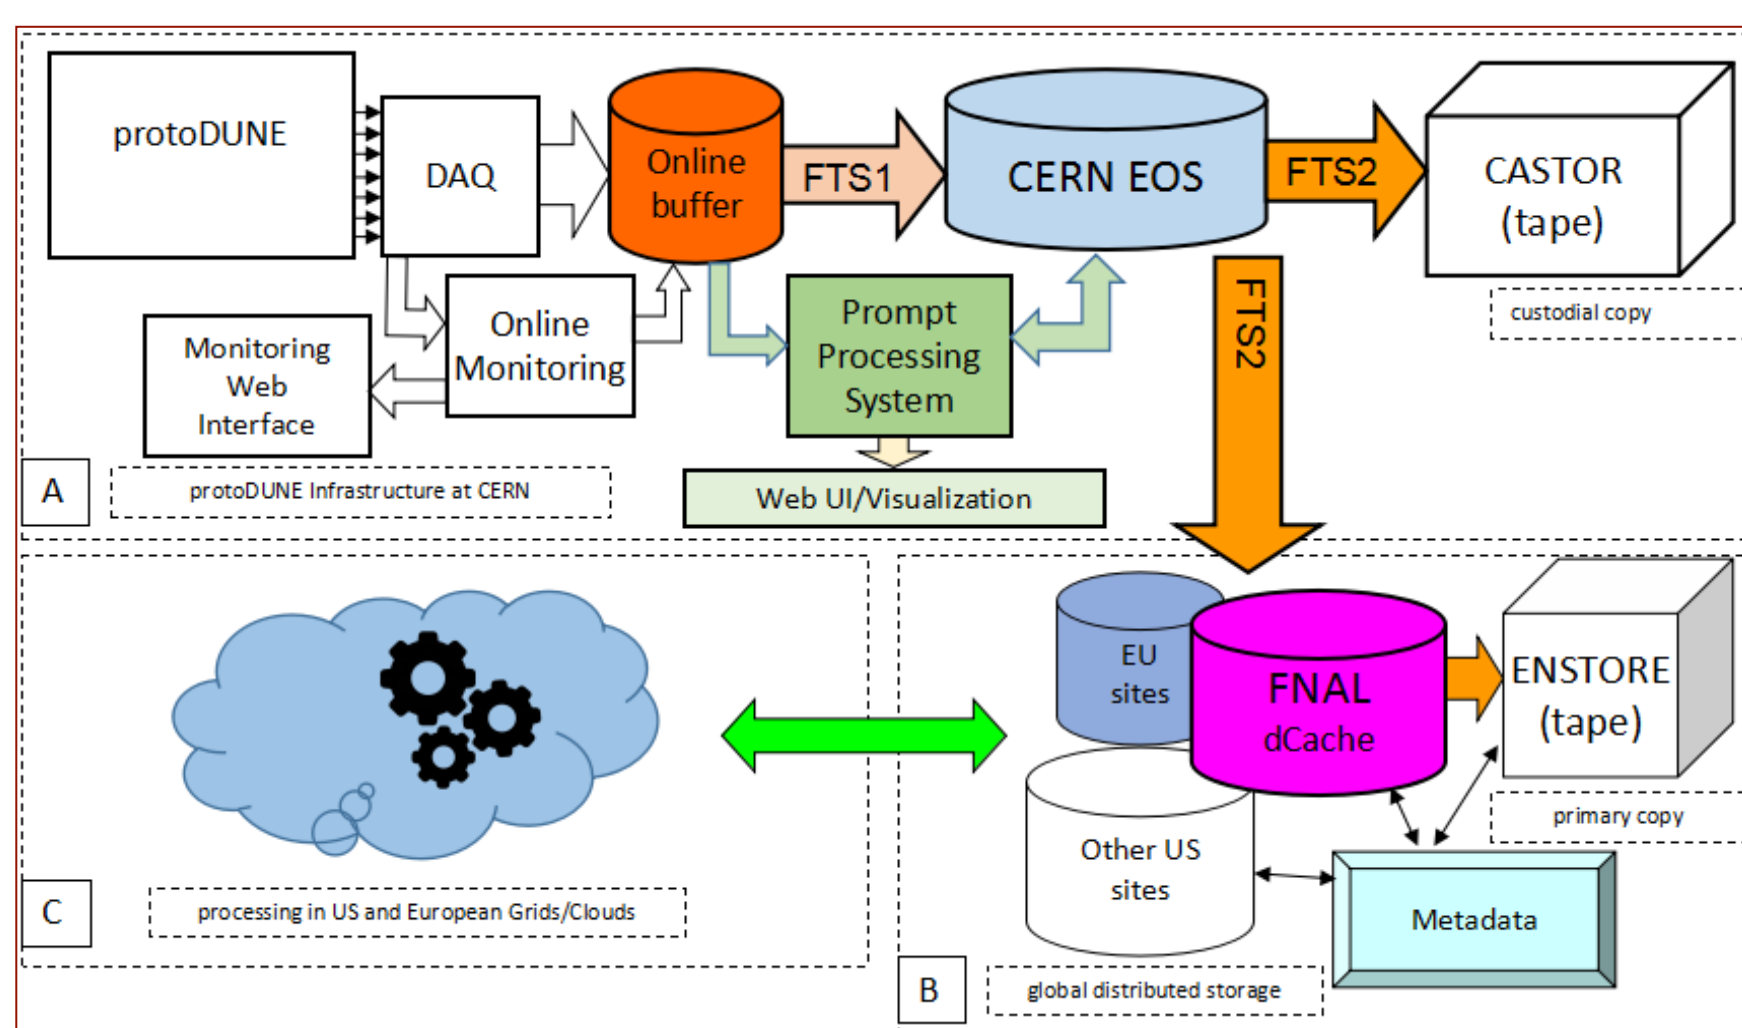 protoDUNE
DAQ
Online
buffer
FTS1
CERN EOS
FTS2
CASTOR
(tape)
custodial copy
Online
Monitoring
Monitoring
Web
Interface
Prompt
Processing
System
FTS2
Web UI/Visualization
A
protoDUNE Infrastructure at CERN
EU
sites
FNAL
dCache
ENSTORE
(tape)
primary copy
Other US
sites
Metadata
C
processing in US and European Grids/Clouds
B
global distributed storage